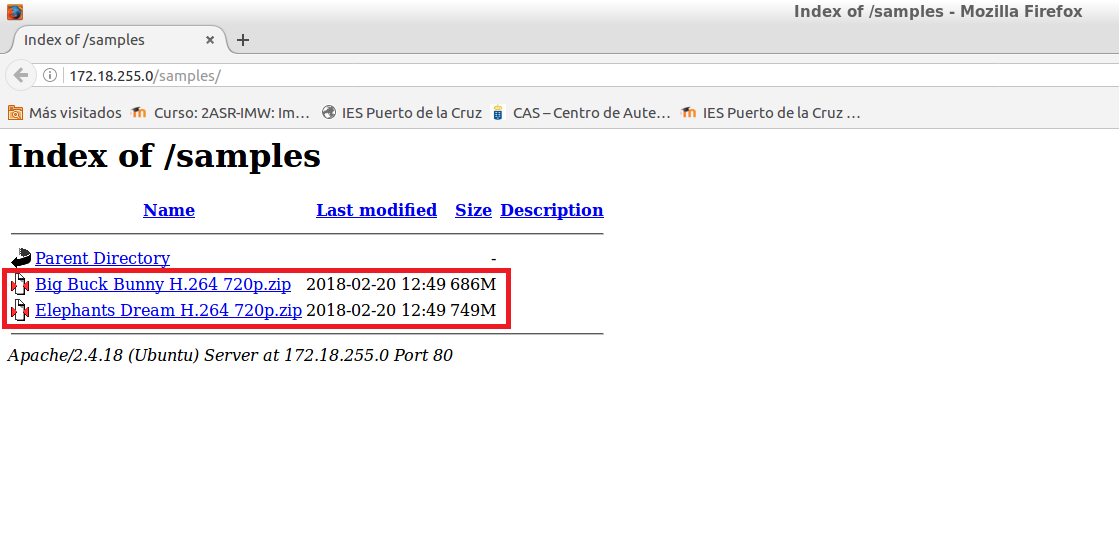 Index of /samples - Mozilla Firefox
Index of /samples × +
172.18.255.0/samples/
Más visitados Curso: 2ASR-IMW: Im... IES Puerto de la Cruz CAS – Centro de Aute... IES Puerto de la Cruz ...
Index of /samples
Name Last modified Size Description
Parent Directory -
Big Buck Bunny H.264 720p.zip 2018-02-20 12:49 686M
Elephants Dream H.264 720p.zip 2018-02-20 12:49 749M
Apache/2.4.18 (Ubuntu) Server at 172.18.255.0 Port 80